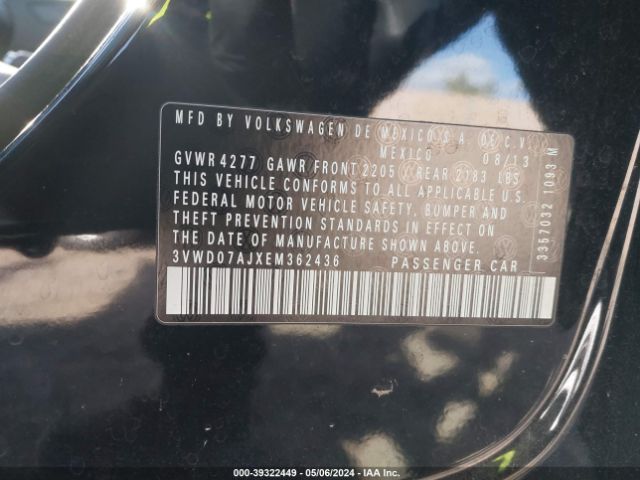 MFD BY VOLKSWAGEN DE MEXICO S.A. DE C.V.
MEXICO 08/13
GVWR 4277 GAWR FRONT 2205 REAR 2183 LBS
THIS VEHICLE CONFORMS TO ALL APPLICABLE U.S.
FEDERAL MOTOR VEHICLE SAFETY, BUMPER AND
THEFT PREVENTION STANDARDS IN EFFECT ON
THE DATE OF MANUFACTURE SHOWN ABOVE.
3VWD07AJXEM362436 PASSENGER CAR
3357032 1099 M
000-39322449 - 05/06/2024 - IAA Inc.